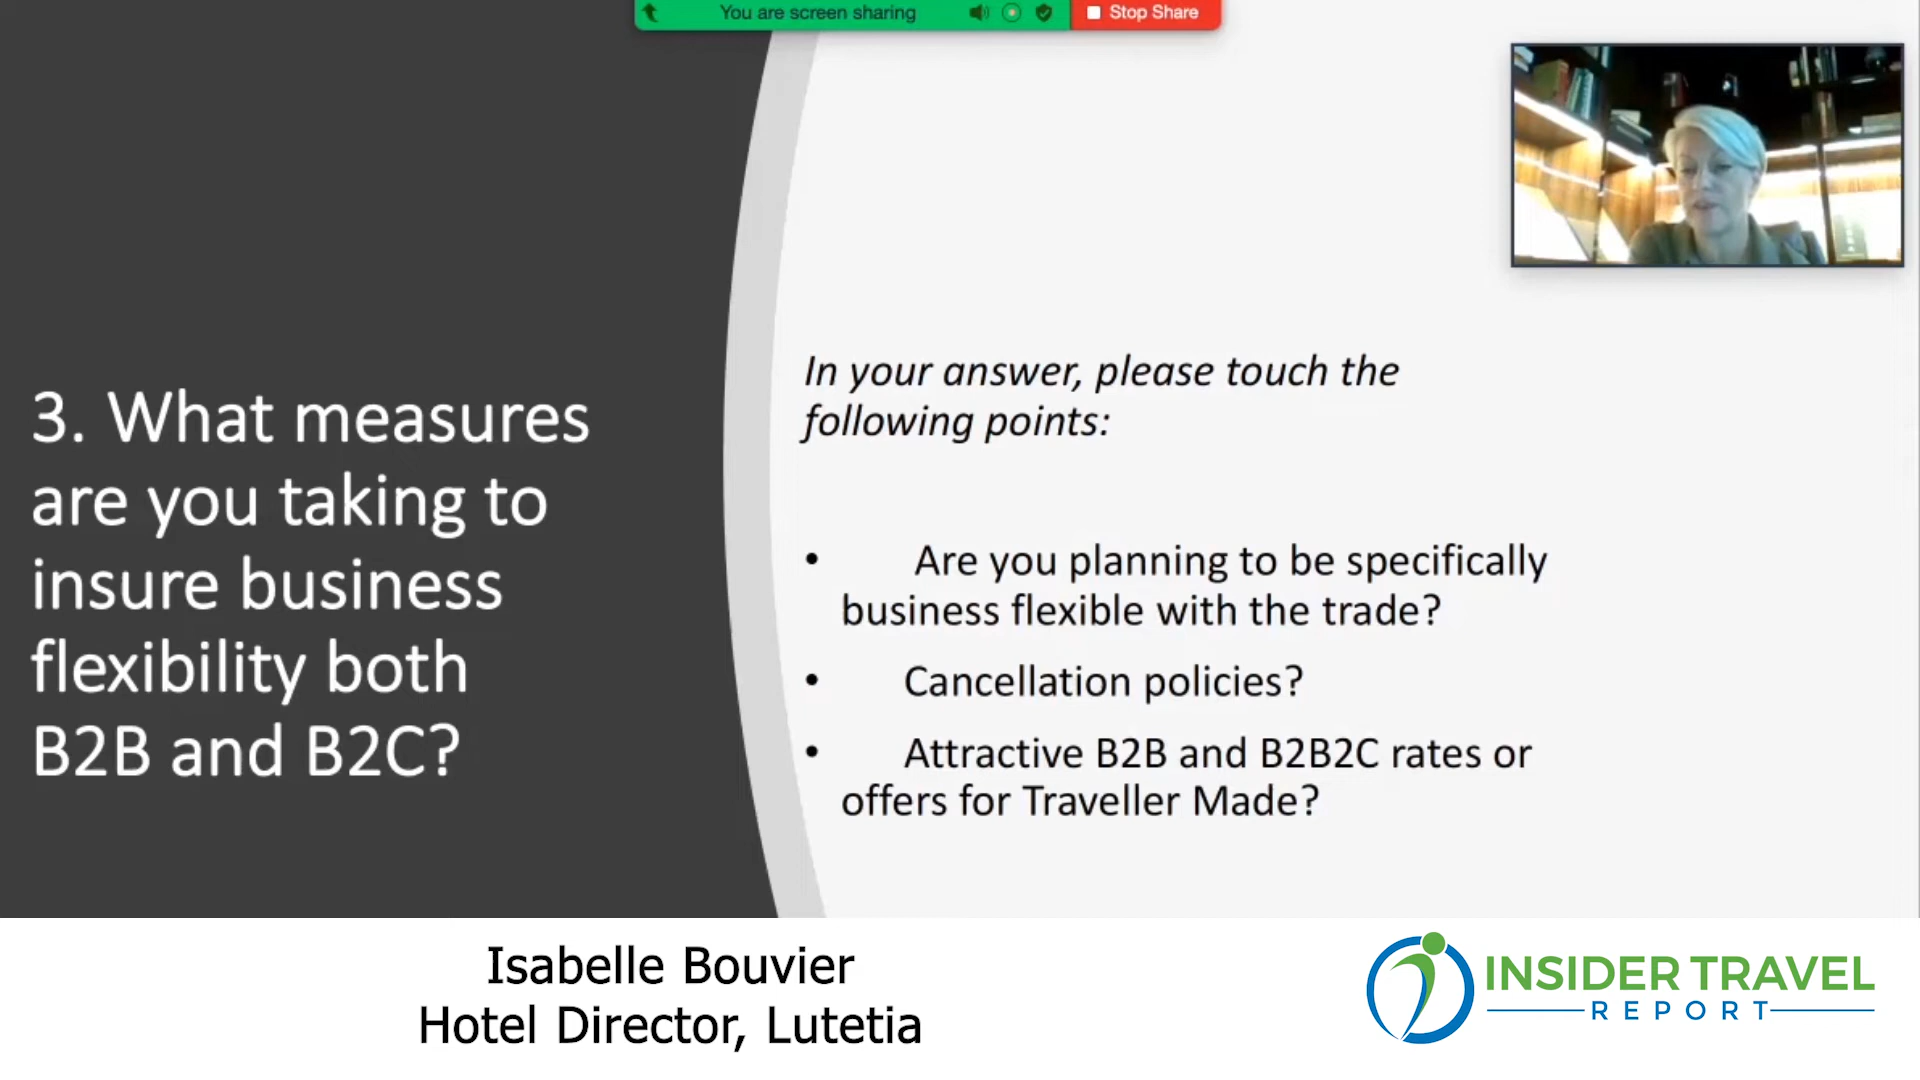 You are screen sharing
Stop Share
3. What measures
are you taking to
insure business
flexibility both
B2B and B2C?
In your answer, please touch the
following points:
• Are you planning to be specifically
business flexible with the trade?
• Cancellation policies?
• Attractive B2B and B2B2C rates or
offers for Traveller Made?
Isabelle Bouvier
Hotel Director, Lutetia
INSIDER TRAVEL
REPORT